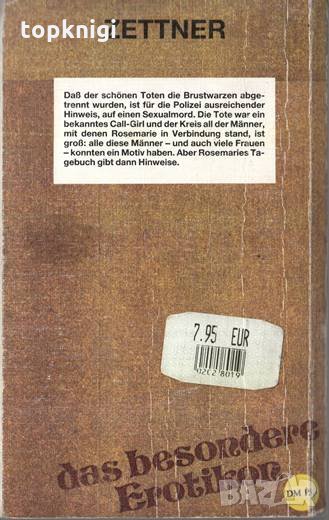 topknigi
ZETTNER
Daß der schönen Toten die Brustwarzen abge-
trennt wurden, ist für die Polizei ausreichender
Hinweis, auf einen Sexualmord. Die Tote war ein
bekanntes Call-Girl und der Kreis all der Männer,
mit denen Rosemarie in Verbindung stand, ist
groß: alle diese Männer – und auch viele Frauen
– konnten ein Motiv haben. Aber Rosemaries Ta-
gebuch gibt dann Hinweise.
7.95 EUR
das besondere
Erotikon
DM
bazar